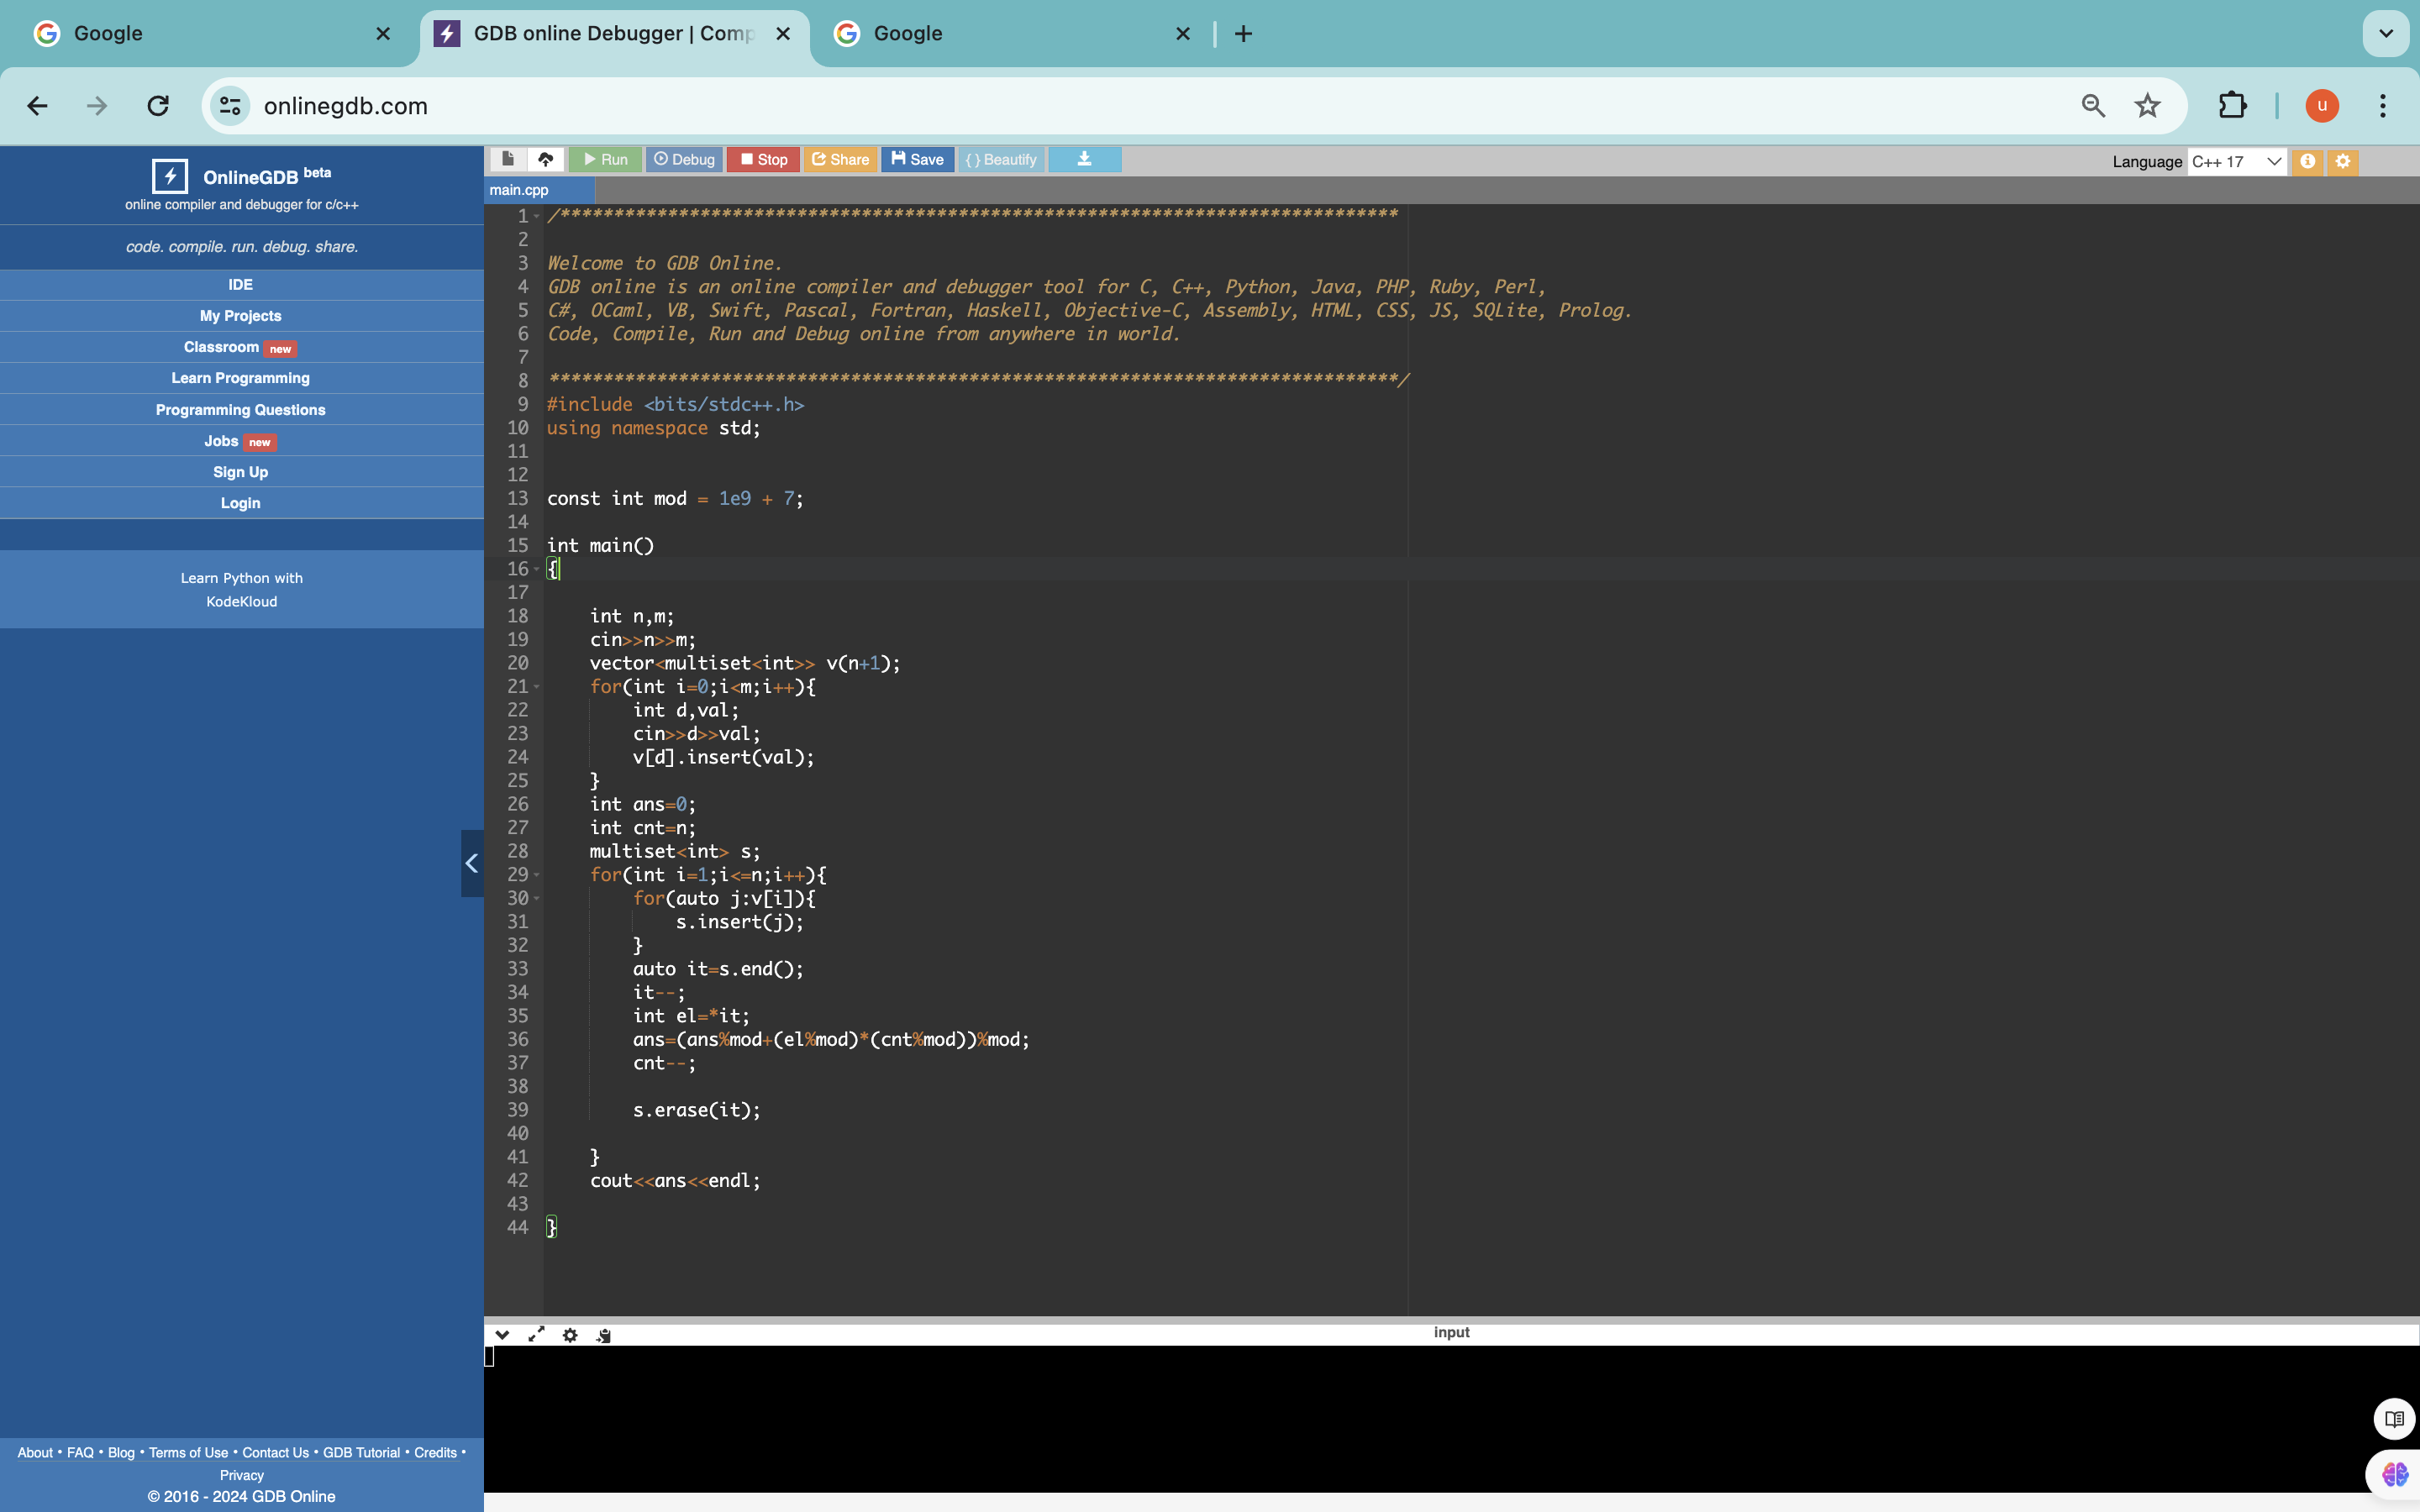 Google
GDB online Debugger | Comp
Google
onlinegdb.com
u
OnlineGDB beta
online compiler and debugger for c/c++
code. compile. run. debug. share.
IDE
My Projects
Classroom new
Learn Programming
Programming Questions
Jobs new
Sign Up
Login
Learn Python with
KodeKloud
About • FAQ • Blog • Terms of Use • Contact Us • GDB Tutorial • Credits •
Privacy
© 2016 - 2024 GDB Online
Run Debug Stop Share Save { } Beautify
Language C++ 17
main.cpp
1 /******************************************************************************
2
3 Welcome to GDB Online.
4 GDB online is an online compiler and debugger tool for C, C++, Python, Java, PHP, Ruby, Perl,
5 C#, OCaml, VB, Swift, Pascal, Fortran, Haskell, Objective-C, Assembly, HTML, CSS, JS, SQLite, Prolog.
6 Code, Compile, Run and Debug online from anywhere in world.
7
8 *******************************************************************************/
9 #include <bits/stdc++.h>
10 using namespace std;
11
12
13 const int mod = 1e9 + 7;
14
15 int main()
16 {
17
18     int n,m;
19     cin>>n>>m;
20     vector<multiset<int>> v(n+1);
21     for(int i=0;i<m;i++){
22         int d,val;
23         cin>>d>>val;
24         v[d].insert(val);
25     }
26     int ans=0;
27     int cnt=n;
28     multiset<int> s;
29     for(int i=1;i<=n;i++){
30         for(auto j:v[i]){
31             s.insert(j);
32         }
33         auto it=s.end();
34         it--;
35         int el=*it;
36         ans=(ans%mod+(el%mod)*(cnt%mod))%mod;
37         cnt--;
38
39         s.erase(it);
40
41     }
42     cout<<ans<<endl;
43
44 }
input